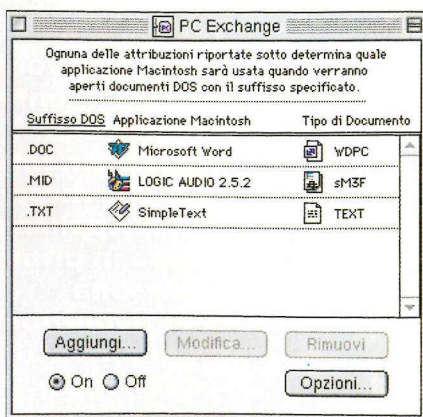 PC Exchange
Ognuna delle attribuzioni riportate sotto determina quale
applicazione Macintosh sarà usata quando verranno
aperti documenti DOS con il suffisso specificato.
Suffisso DOS Applicazione Macintosh Tipo di Documento
.DOC Microsoft Word WDPC
.MID LOGIC AUDIO 2.5.2 sM3F
.TXT SimpleText TEXT
Aggiungi... Modifica... Rimuovi
On Off Opzioni...